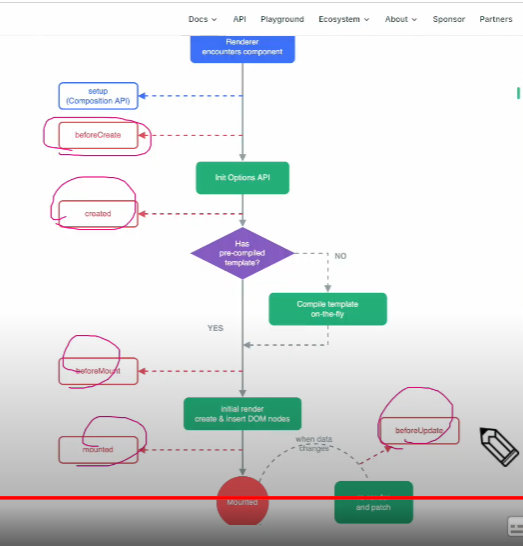 Docs API Playground Ecosystem About Sponsor Partners
Renderer
encounters component
setup
(Composition API)
beforeCreate
Init Options API
created
Has
pre-compiled
template?
NO
Compile template
on-the-fly
YES
beforeMount
Initial render
create & insert DOM nodes
beforeUpdate
when data
changes
mounted
Mounted
and patch